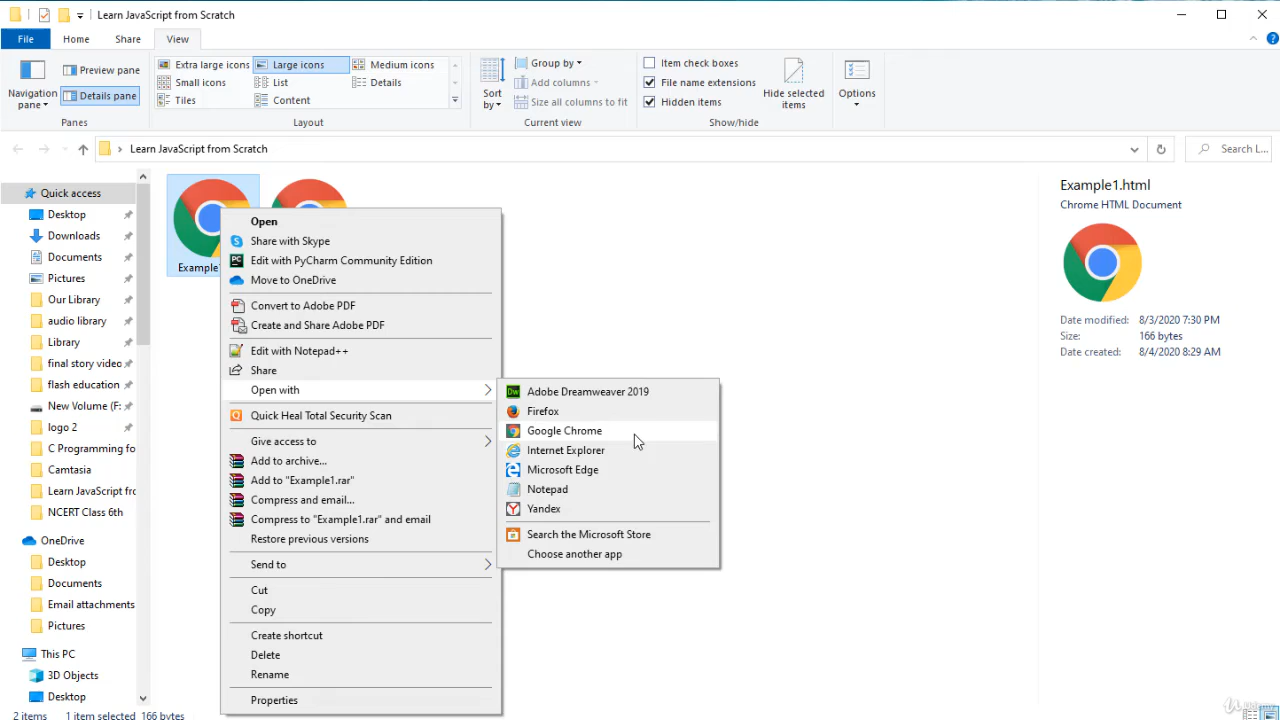 Learn JavaScript from Scratch
File Home Share View
Navigation pane
Preview pane
Details pane
Panes
Extra large icons Large icons Medium icons
Small icons List Details
Tiles Content
Layout
Sort by
Group by
Add columns
Size all columns to fit
Current view
Item check boxes
File name extensions
Hidden items
Hide selected items
Show/hide
Options
Learn JavaScript from Scratch
Search L...
Quick access
Desktop
Downloads
Documents
Pictures
Our Library
audio library
Library
final story video
flash education
New Volume (F:
logo 2
C Programming fo
Camtasia
Learn JavaScript fro
NCERT Class 6th
OneDrive
Desktop
Documents
Email attachments
Pictures
This PC
3D Objects
Desktop
Example
Open
Share with Skype
PC Edit with PyCharm Community Edition
Move to OneDrive
Convert to Adobe PDF
Create and Share Adobe PDF
Edit with Notepad++
Share
Open with
Quick Heal Total Security Scan
Give access to
Add to archive...
Add to "Example1.rar"
Compress and email...
Compress to "Example1.rar" and email
Restore previous versions
Send to
Cut
Copy
Create shortcut
Delete
Rename
Properties
Dw Adobe Dreamweaver 2019
Firefox
Google Chrome
Internet Explorer
Microsoft Edge
Notepad
Yandex
Search the Microsoft Store
Choose another app
Example1.html
Chrome HTML Document
Date modified: 8/3/2020 7:30 PM
Size: 166 bytes
Date created: 8/4/2020 8:29 AM
2 items 1 item selected 166 bytes
Udemy